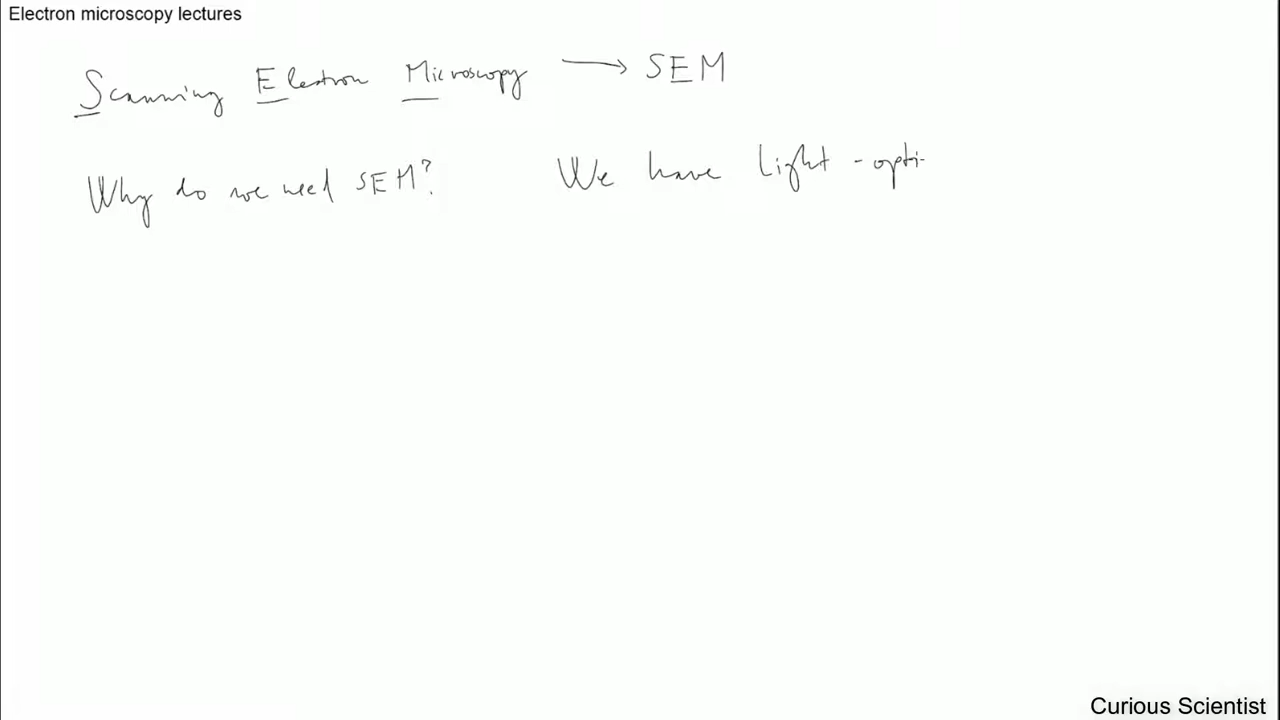 Electron microscopy lectures
Scanning Electron Microscopy → SEM
Why do we need SEM? We have light-opti
Curious Scientist